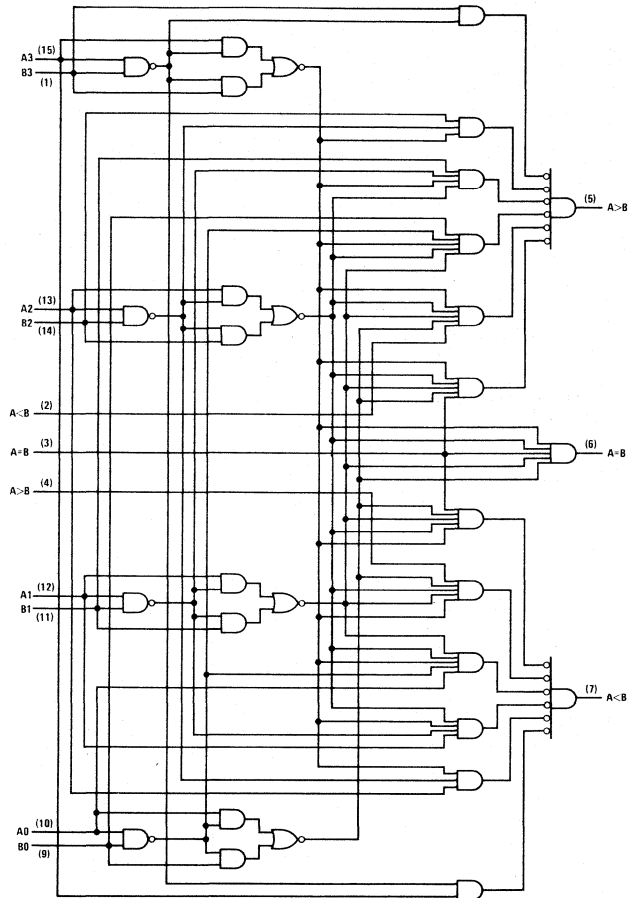 A3 (15)
B3 (1)
(5) A>B
A2 (13)
B2 (14)
A<B (2)
A=B (3)
(6) A=B
A>B (4)
A1 (12)
B1 (11)
(7) A<B
A0 (10)
B0 (9)